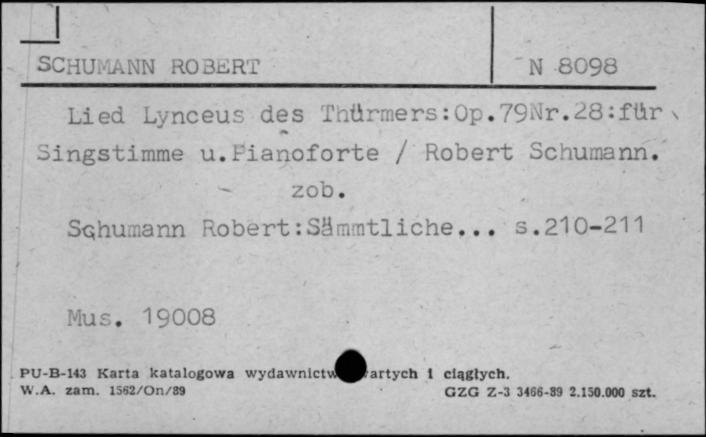 SCHUMANN ROBERT
N 8098
Lied Lynceus des Thürmers:Op.79Nr.28:für
Singstimme u.Pianoforte / Robert Schumann.
zob.
Schumann Robert:Sämmtliche... s.210-211
Mus. 19008
PU-B-143 Karta katalogowa wydawnictw artych i ciągłych.
W.A. zam. 1562/On/89
GZG Z-3 3466-89 2.150.000 szt.